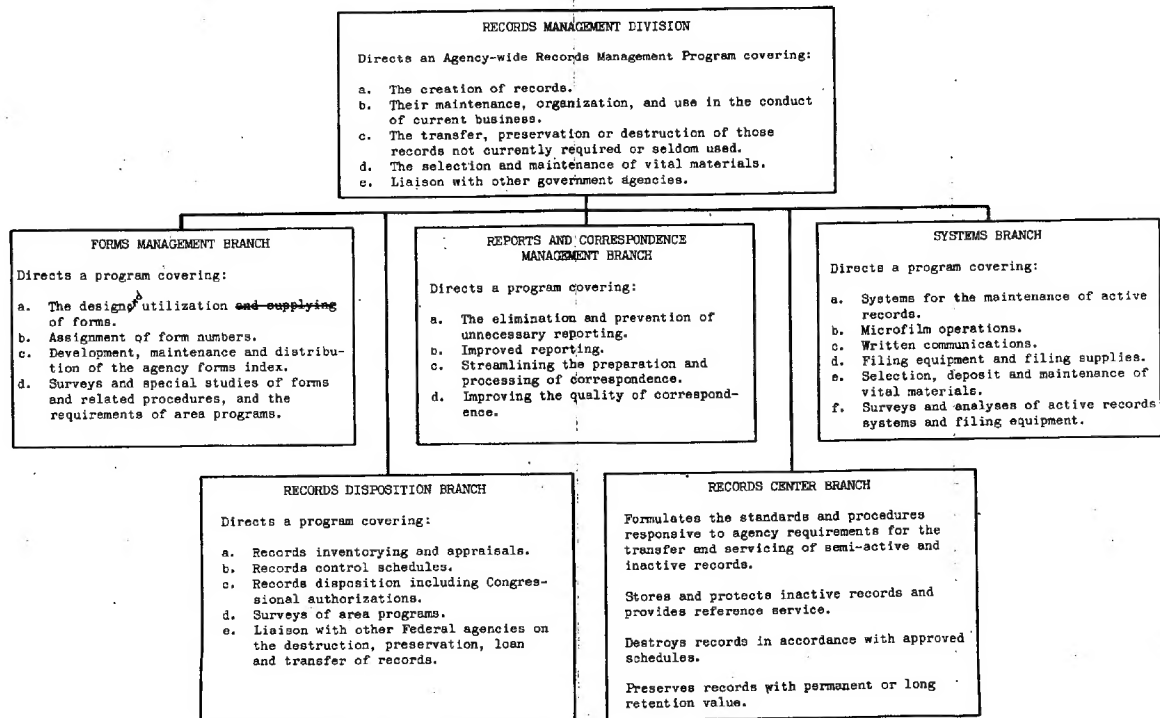 RECORDS MANAGEMENT DIVISION
Directs an Agency-wide Records Management Program covering:
a. The creation of records.
b. Their maintenance, organization, and use in the conduct
of current business.
c. The transfer, preservation or destruction of those
records not currently required or seldom used.
d. The selection and maintenance of vital materials.
e. Liaison with other government agencies.
FORMS MANAGEMENT BRANCH
Directs a program covering:
a. The design and utilization and supplying
of forms.
b. Assignment of form numbers.
c. Development, maintenance and distribu-
tion of the agency forms index.
d. Surveys and special studies of forms
and related procedures, and the
requirements of area programs.
REPORTS AND CORRESPONDENCE
MANAGEMENT BRANCH
Directs a program covering:
a. The elimination and prevention of
unnecessary reporting.
b. Improved reporting.
c. Streamlining the preparation and
processing of correspondence.
d. Improving the quality of correspond-
ence.
SYSTEMS BRANCH
Directs a program covering:
a. Systems for the maintenance of active
records.
b. Microfilm operations.
c. Written communications.
d. Filing equipment and filing supplies.
e. Selection, deposit and maintenance of
vital materials.
f. Surveys and analyses of active records
systems and filing equipment.
RECORDS DISPOSITION BRANCH
Directs a program covering:
a. Records inventorying and appraisals.
b. Records control schedules.
c. Records disposition including Congres-
sional authorizations.
d. Surveys of area programs.
e. Liaison with other Federal agencies on
the destruction, preservation, loan
and transfer of records.
RECORDS CENTER BRANCH
Formulates the standards and procedures
responsive to agency requirements for the
transfer and servicing of semi-active and
inactive records.
Stores and protects inactive records and
provides reference service.
Destroys records in accordance with approved
schedules.
Preserves records with permanent or long
retention value.